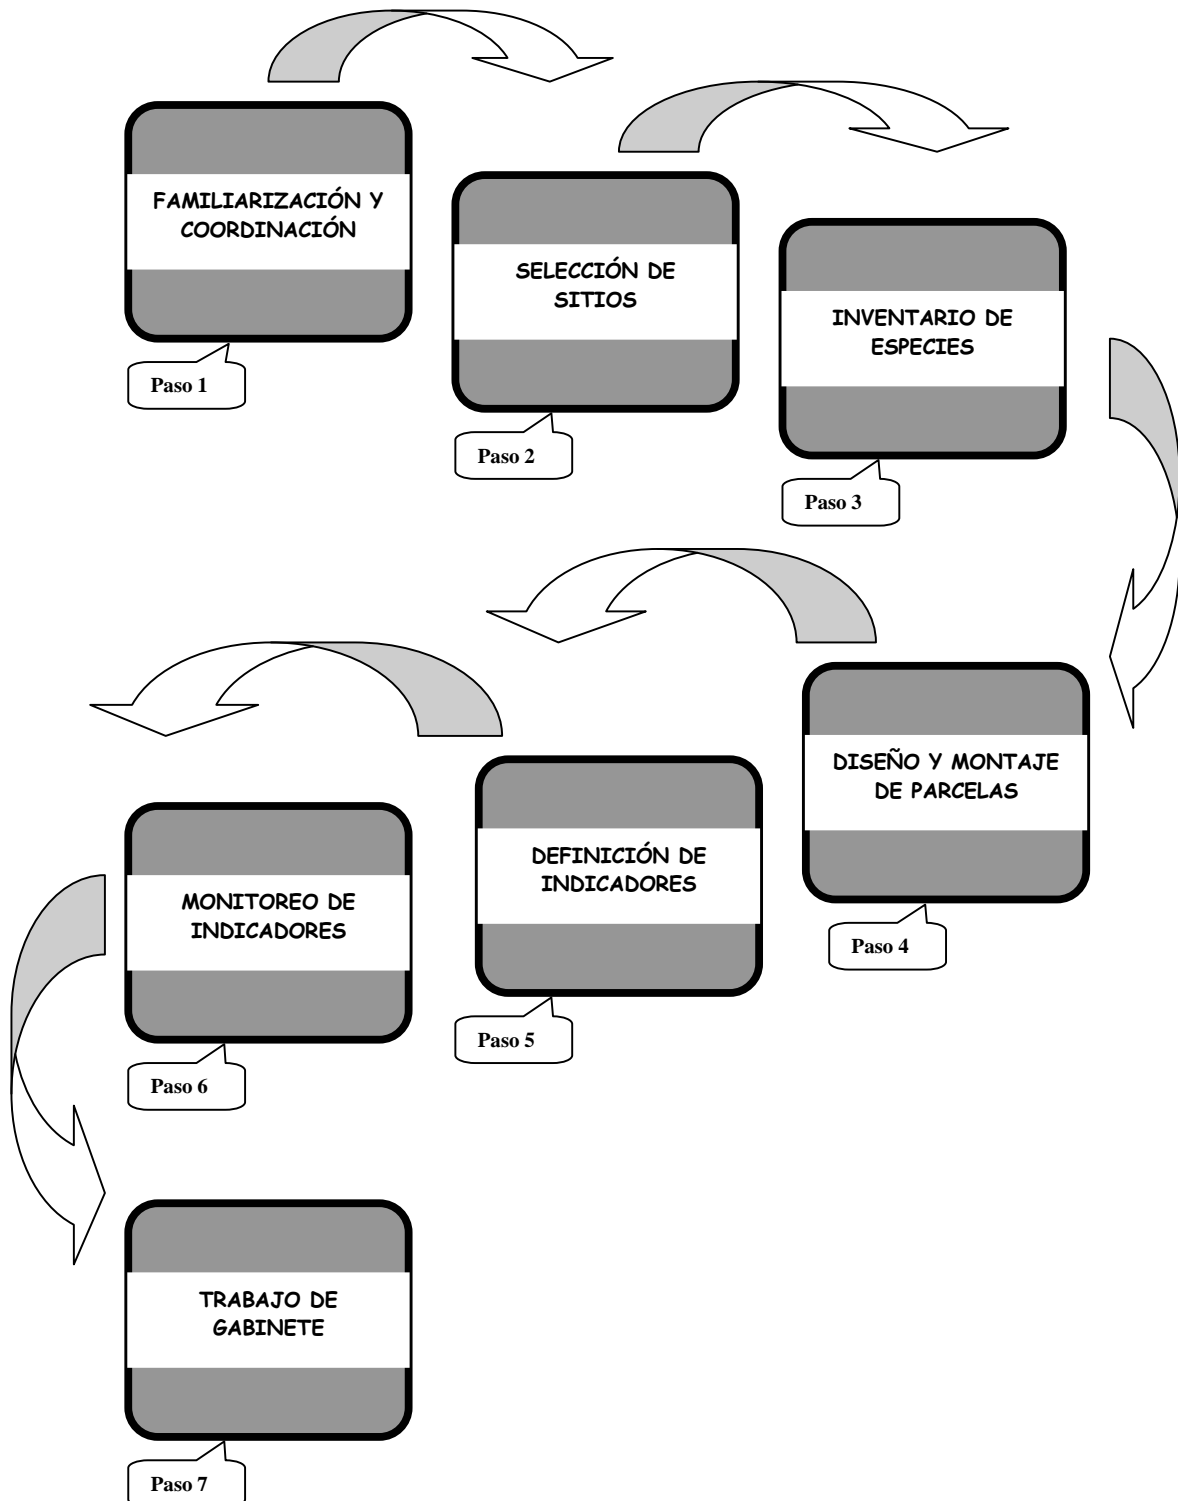 FAMILIARIZACIÓN Y
COORDINACIÓN
Paso 1
SELECCIÓN DE
SITIOS
Paso 2
INVENTARIO DE
ESPECIES
Paso 3
DISEÑO Y MONTAJE
DE PARCELAS
Paso 4
DEFINICIÓN DE
INDICADORES
Paso 5
MONITOREO DE
INDICADORES
Paso 6
TRABAJO DE
GABINETE
Paso 7